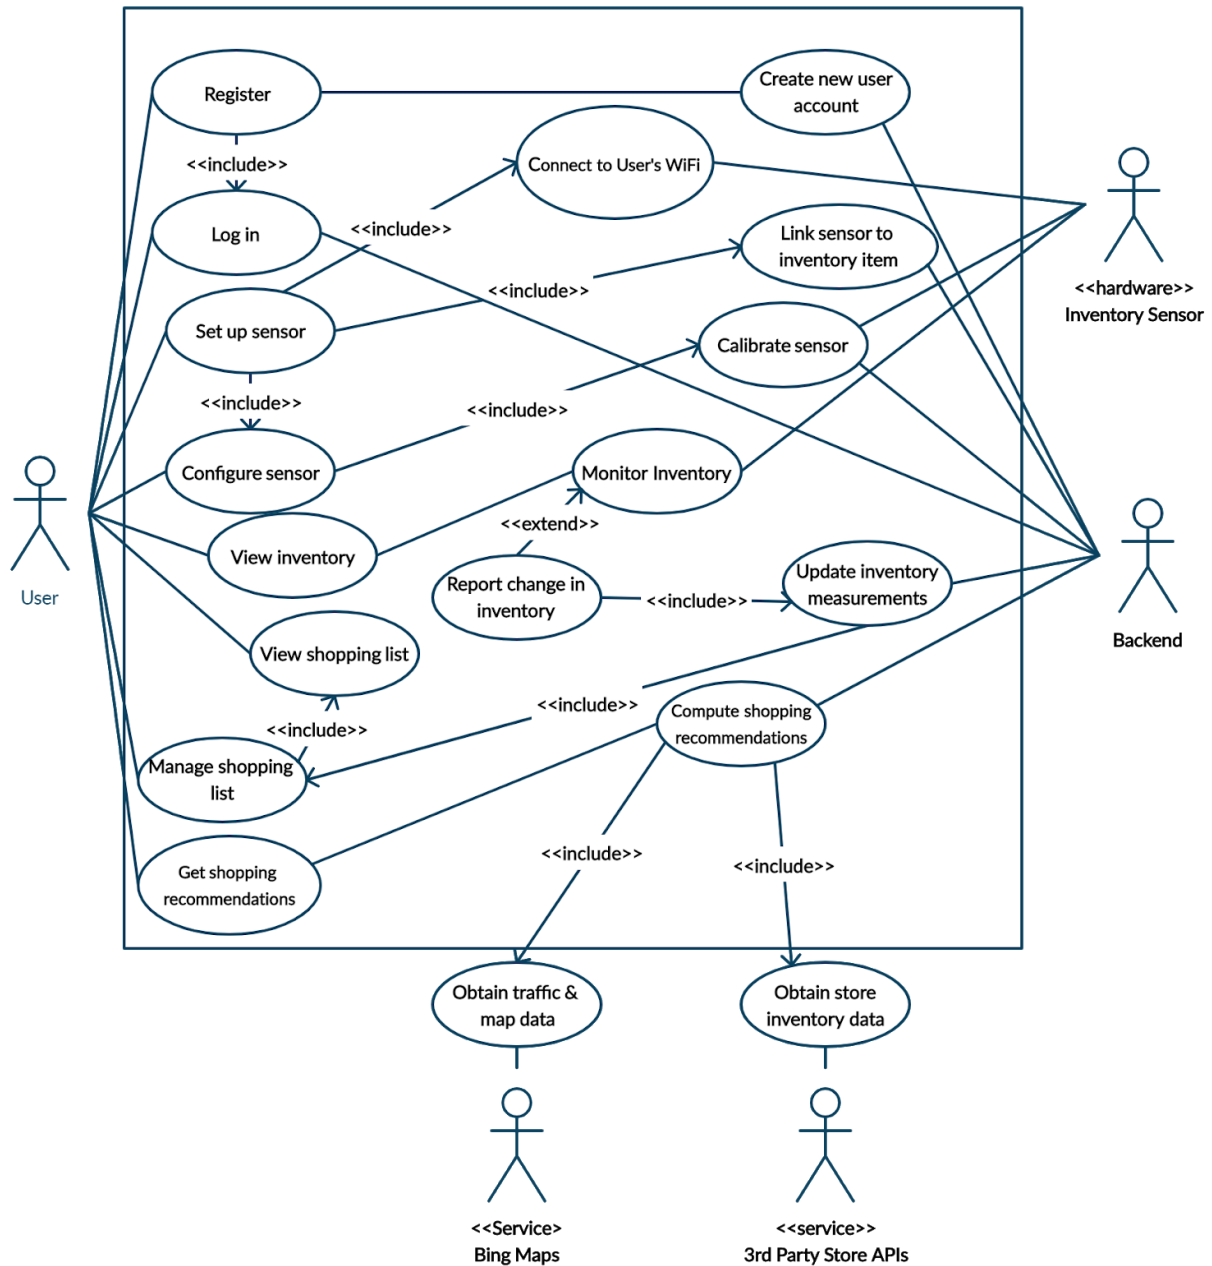 Register
Create new user
account
<<include>>
Connect to User's WiFi
Log in
<<include>>
Link sensor to
inventory item
<<include>>
<<hardware>>
Inventory Sensor
Set up sensor
Calibrate sensor
<<include>>
<<include>>
Configure sensor
Monitor Inventory
<<extend>>
View inventory
Report change in
inventory
<<include>>
Update inventory
measurements
User
Backend
View shopping list
<<include>>
<<include>>
Compute shopping
recommendations
Manage shopping
list
Get shopping
recommendations
<<include>>
<<include>>
Obtain traffic &
map data
Obtain store
inventory data
<<Service>
Bing Maps
<<service>>
3rd Party Store APIs